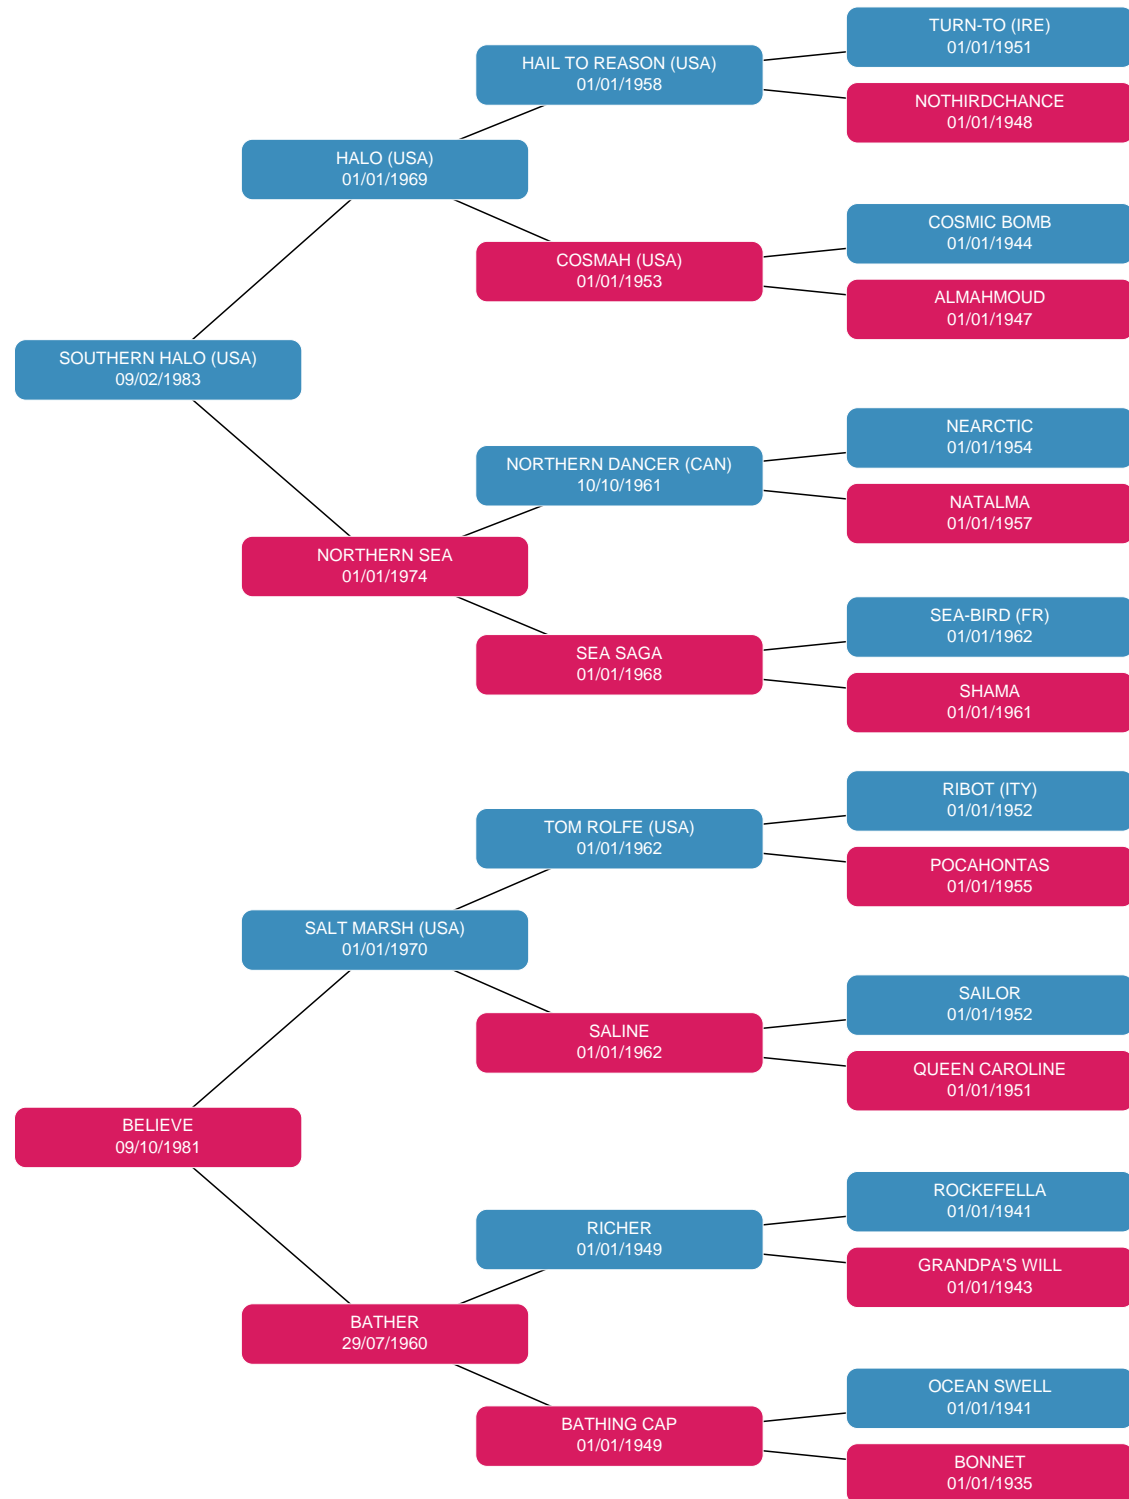 TURN-TO (IRE)
01/01/1951
HAIL TO REASON (USA)
01/01/1958
NOTHIRDCHANCE
01/01/1948
HALO (USA)
01/01/1969
COSMIC BOMB
01/01/1944
COSMAH (USA)
01/01/1953
ALMAHMOUD
01/01/1947
SOUTHERN HALO (USA)
09/02/1983
NEARCTIC
01/01/1954
NORTHERN DANCER (CAN)
10/10/1961
NATALMA
01/01/1957
NORTHERN SEA
01/01/1974
SEA-BIRD (FR)
01/01/1962
SEA SAGA
01/01/1968
SHAMA
01/01/1961
RIBOT (ITY)
01/01/1952
TOM ROLFE (USA)
01/01/1962
POCAHONTAS
01/01/1955
SALT MARSH (USA)
01/01/1970
SAILOR
01/01/1952
SALINE
01/01/1962
QUEEN CAROLINE
01/01/1951
BELIEVE
09/10/1981
ROCKEFELLA
01/01/1941
RICHER
01/01/1949
GRANDPA'S WILL
01/01/1943
BATHER
29/07/1960
OCEAN SWELL
01/01/1941
BATHING CAP
01/01/1949
BONNET
01/01/1935